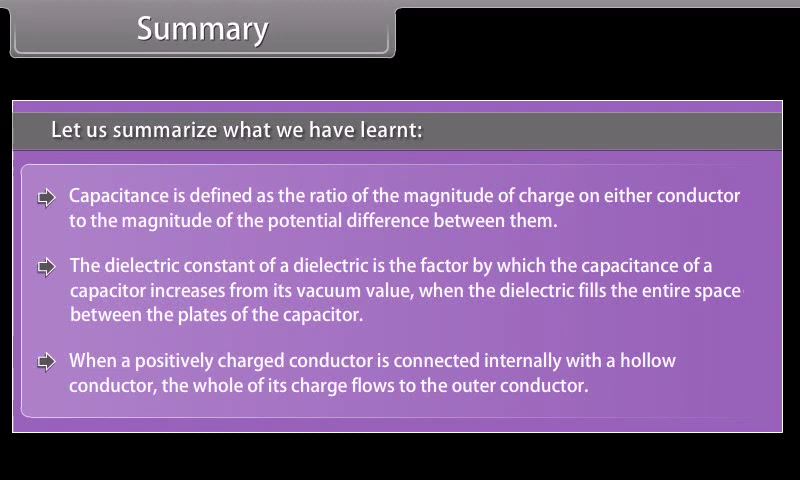 Summary
Let us summarize what we have learnt:
Capacitance is defined as the ratio of the magnitude of charge on either conductor
to the magnitude of the potential difference between them.
The dielectric constant of a dielectric is the factor by which the capacitance of a
capacitor increases from its vacuum value, when the dielectric fills the entire space
between the plates of the capacitor.
When a positively charged conductor is connected internally with a hollow
conductor, the whole of its charge flows to the outer conductor.